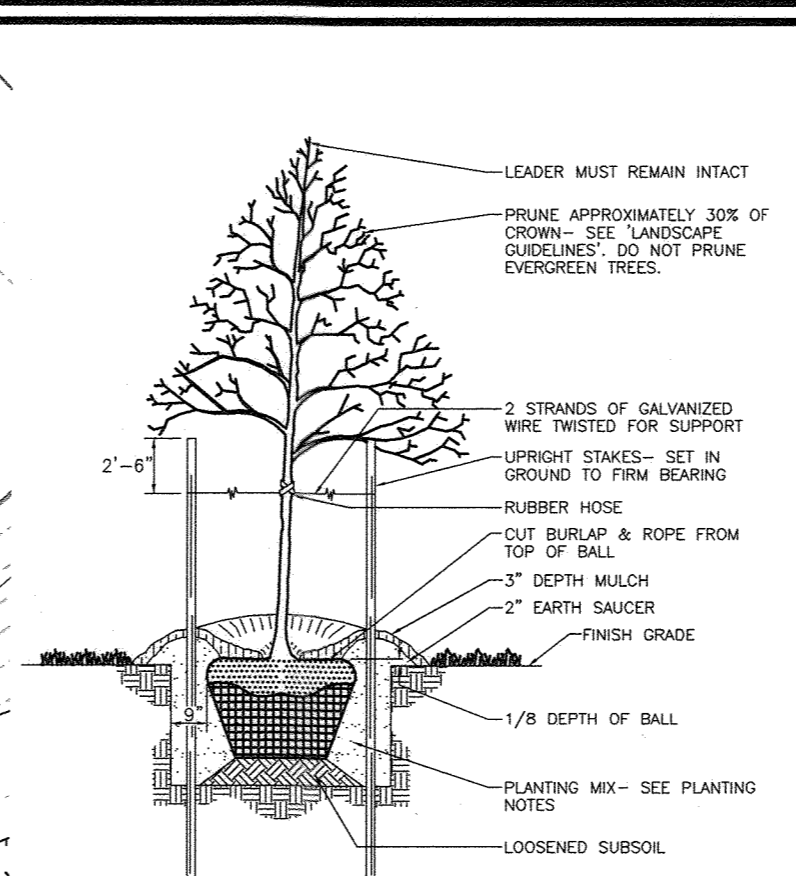 LEADER MUST REMAIN INTACT
PRUNE APPROXIMATELY 30% OF
CROWN- SEE 'LANDSCAPE
GUIDELINES'. DO NOT PRUNE
EVERGREEN TREES.
2 STRANDS OF GALVANIZED
WIRE TWISTED FOR SUPPORT
2'-6"
UPRIGHT STAKES- SET IN
GROUND TO FIRM BEARING
RUBBER HOSE
CUT BURLAP & ROPE FROM
TOP OF BALL
3" DEPTH MULCH
2" EARTH SAUCER
FINISH GRADE
9"
1/8 DEPTH OF BALL
PLANTING MIX- SEE PLANTING
NOTES
LOOSENED SUBSOIL